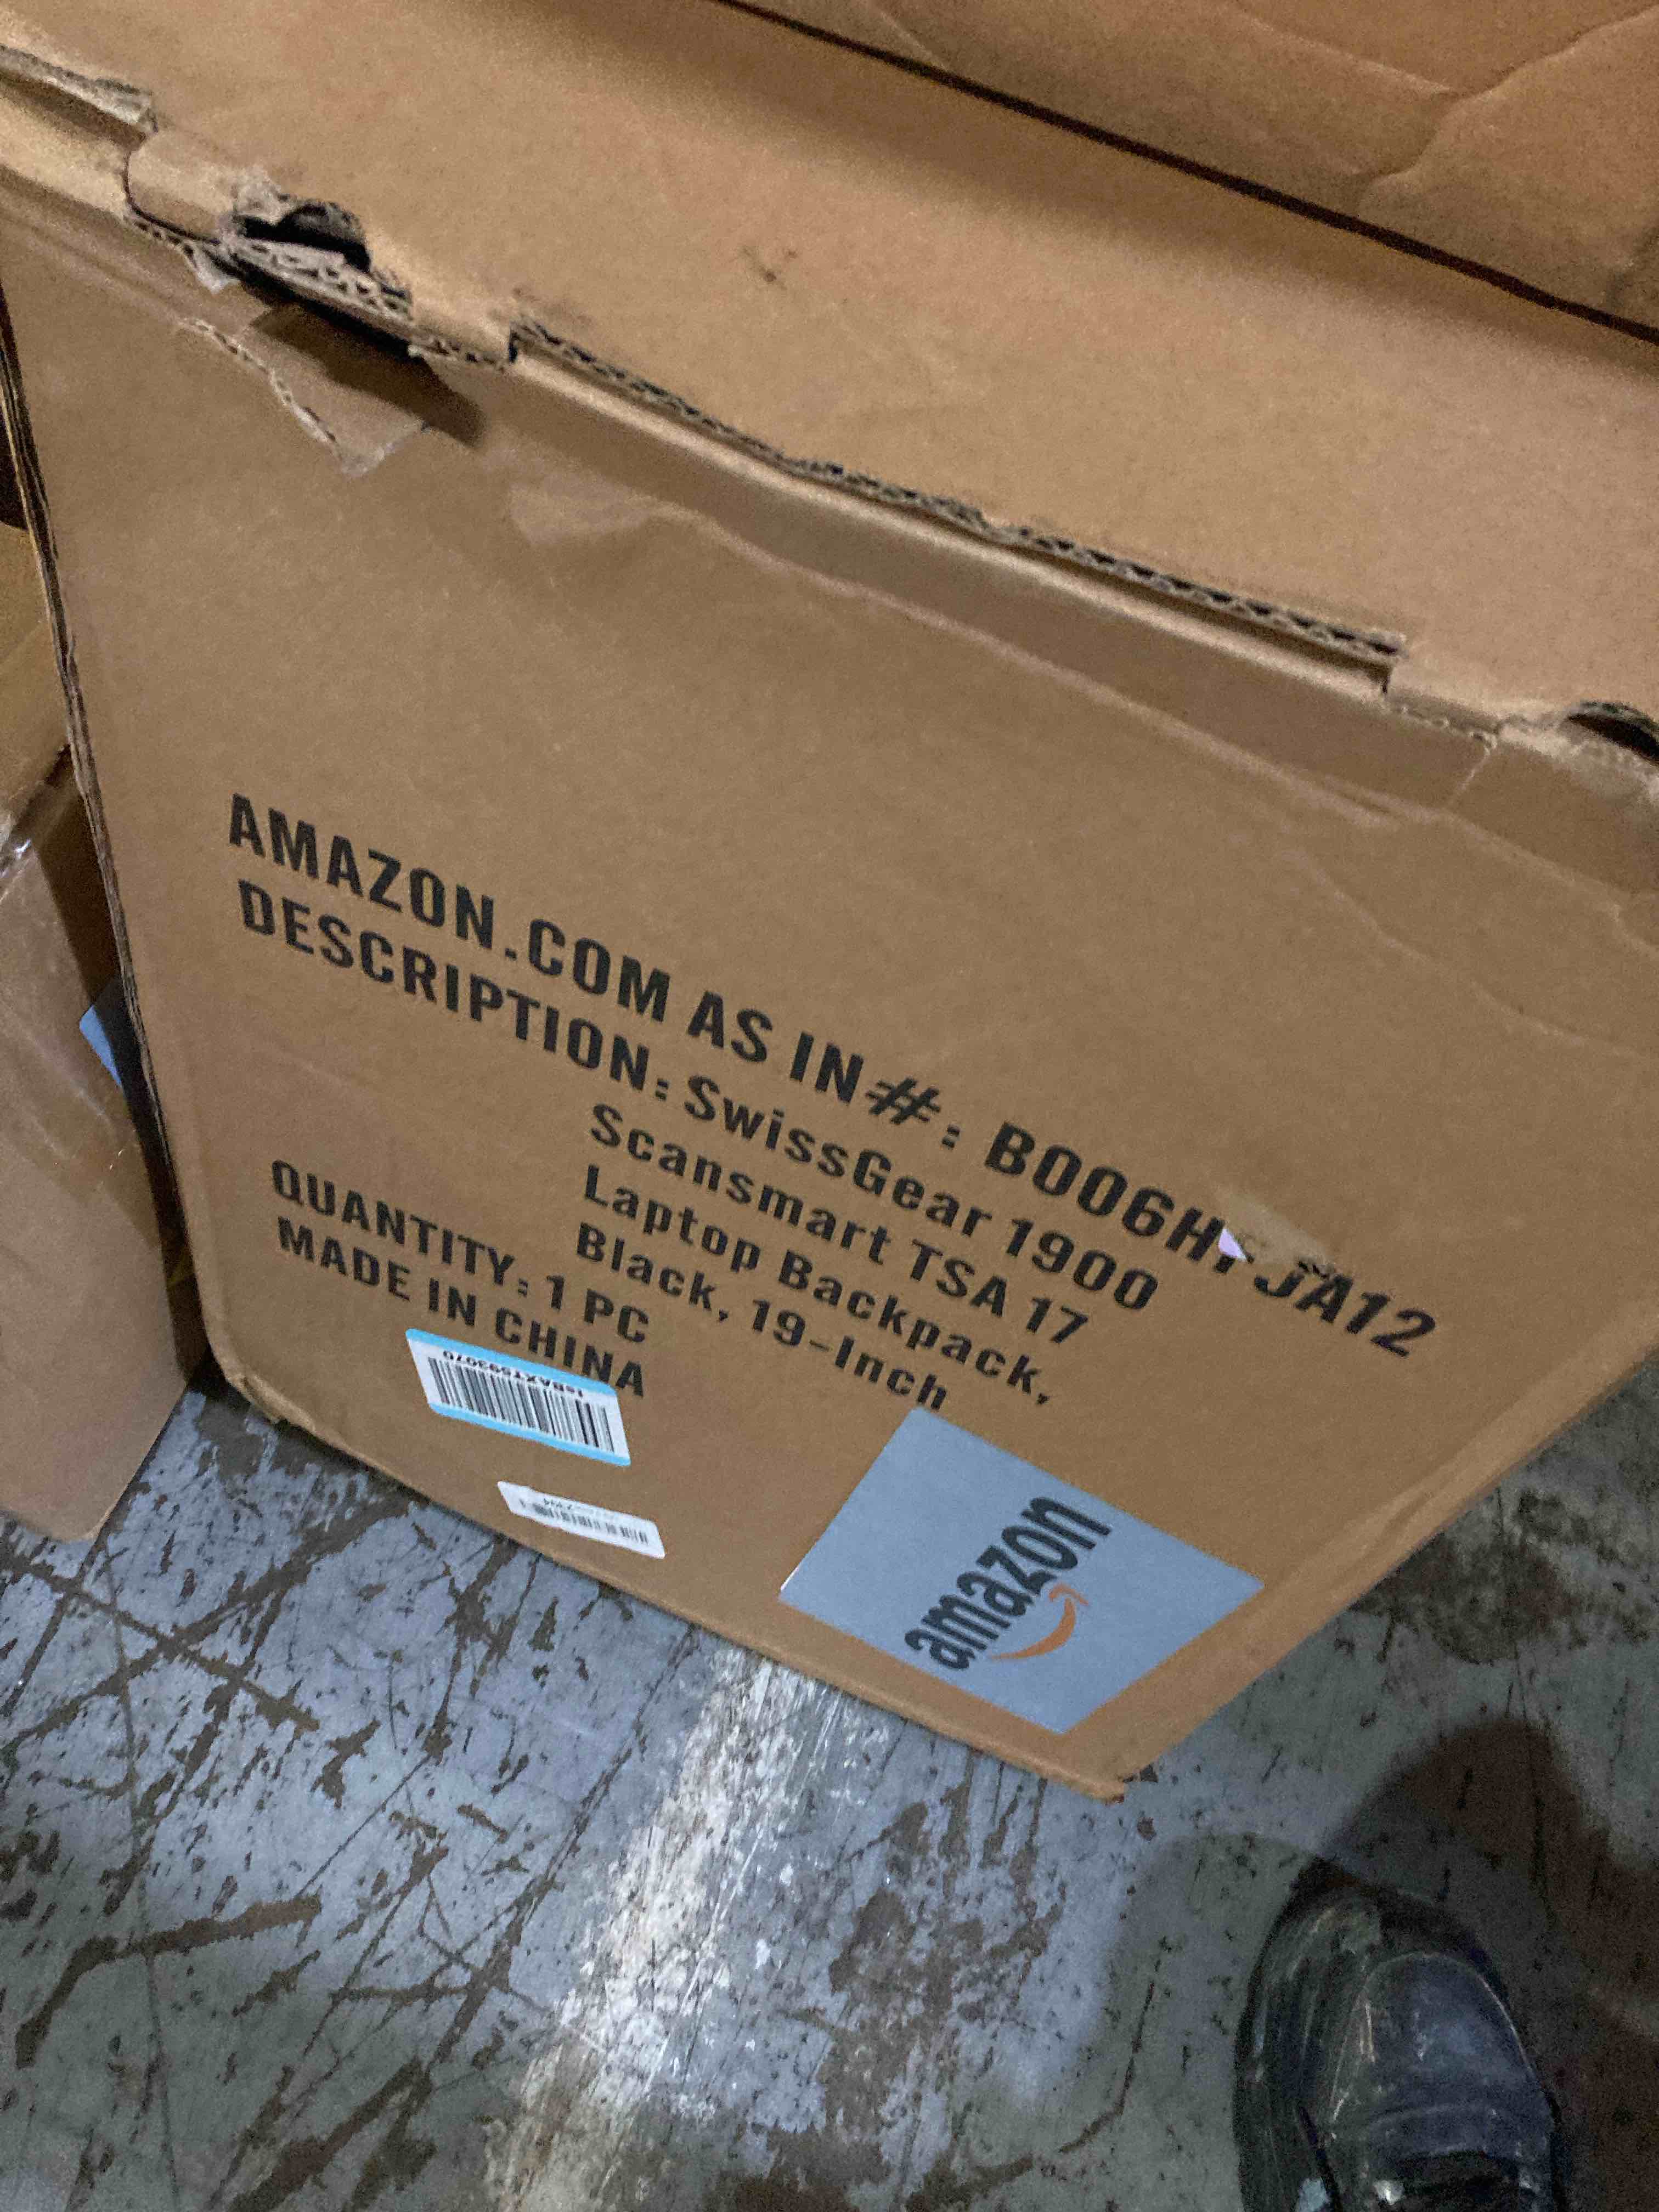 AMAZON.COM AS IN#: B006H JA12
DESCRIPTION: SwissGear 1900
Scansmart TSA 17
Laptop Backpack,
Black, 19-Inch
QUANTITY: 1 PC
MADE IN CHINA
amazon